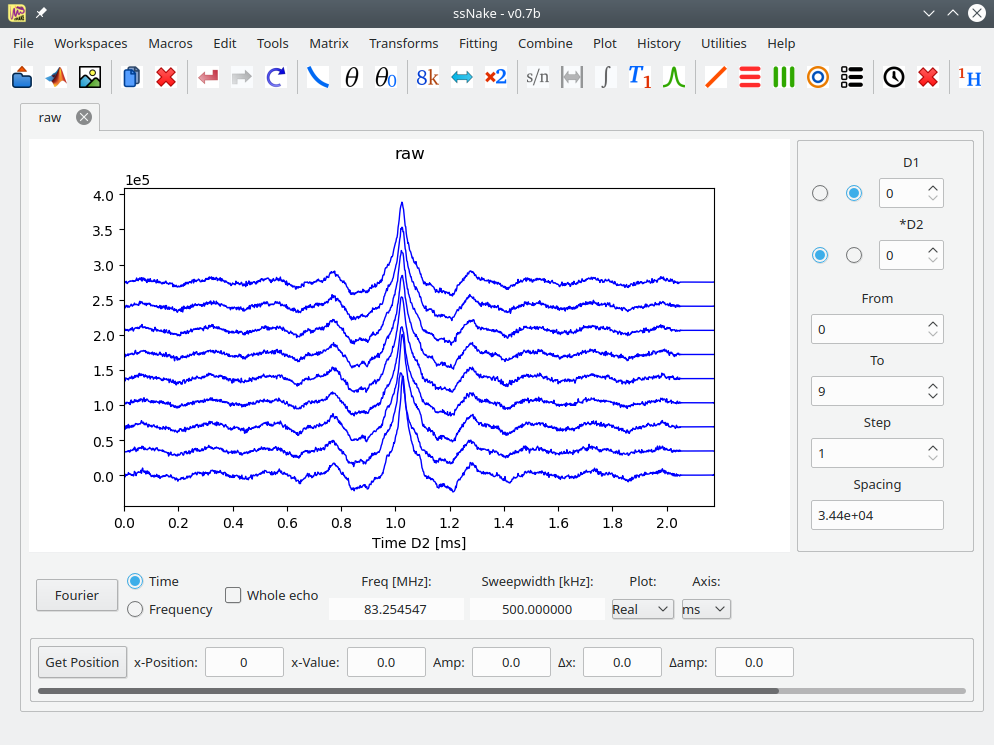 ssNake - v0.7b
File Workspaces Macros Edit Tools Matrix Transforms Fitting Combine Plot History Utilities Help
θ θ0 8k ×2 s/n ∫ T1 1H
raw
raw
1e5
4.0
3.5
3.0
2.5
2.0
1.5
1.0
0.5
0.0
0.0 0.2 0.4 0.6 0.8 1.0 1.2 1.4 1.6 1.8 2.0
Time D2 [ms]
D1
0
*D2
0
From
0
To
9
Step
1
Spacing
3.44e+04
Fourier
Time
Frequency
Whole echo
Freq [MHz]:
83.254547
Sweepwidth [kHz]:
500.000000
Plot:
Real
Axis:
ms
Get Position x-Position: 0 x-Value: 0.0 Amp: 0.0 Δx: 0.0 Δamp: 0.0